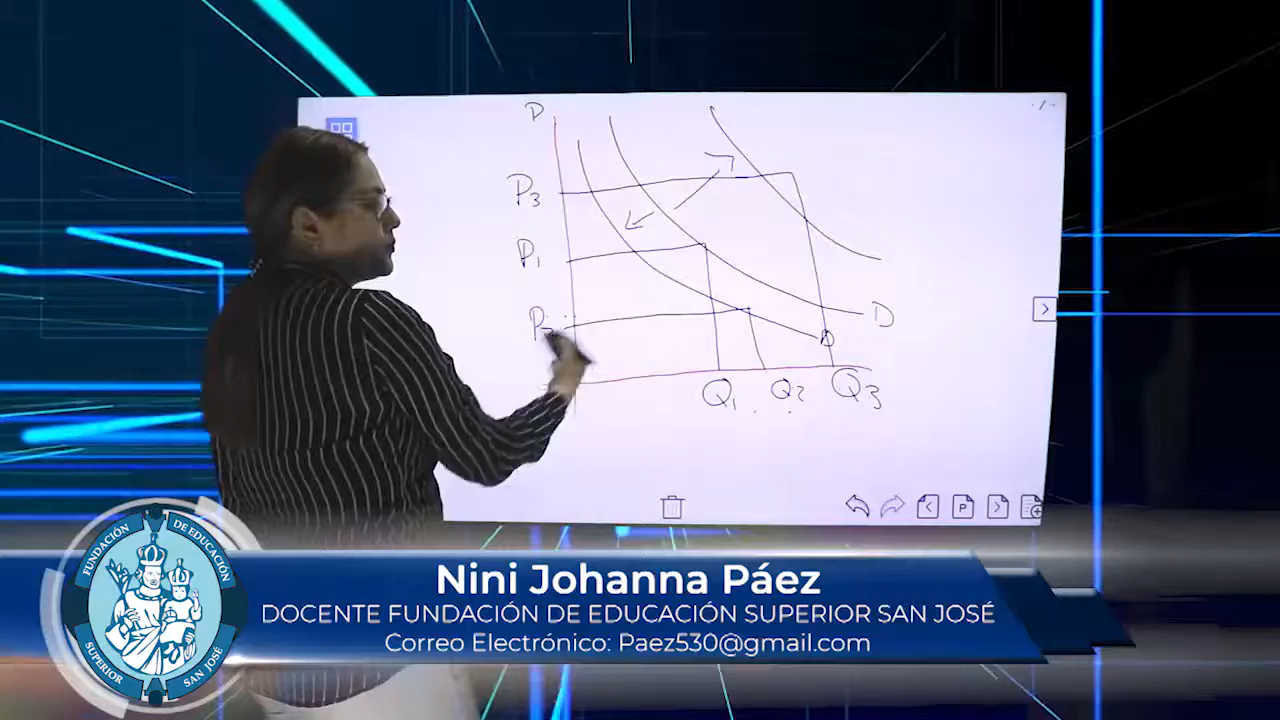 P
P3
P1
P2
D
D
Q1
Q2
Q3
P
FUNDACIÓN DE EDUCACIÓN
SUPERIOR SAN JOSÉ
Nini Johanna Páez
DOCENTE FUNDACIÓN DE EDUCACIÓN SUPERIOR SAN JOSÉ
Correo Electrónico: Paez530@gmail.com